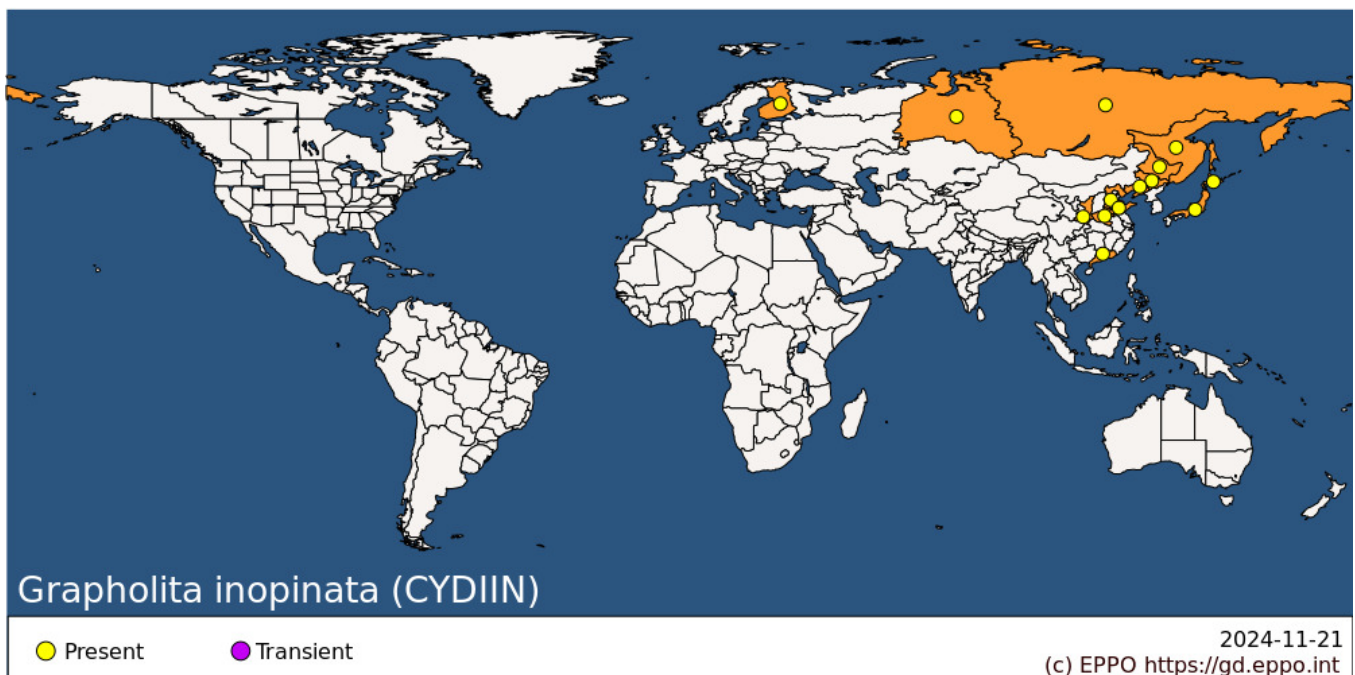 Grapholita inopinata (CYDIIN)
Present
Transient
2024-11-21
(c) EPPO https://gd.eppo.int